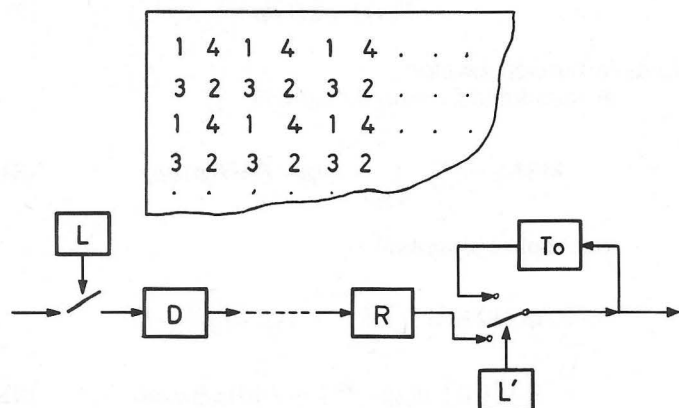 1 4 1 4 1 4 . . .
3 2 3 2 3 2 . . .
1 4 1 4 1 4 . . .
3 2 3 2 3 2
. . . . .
L
To
D
R
L'